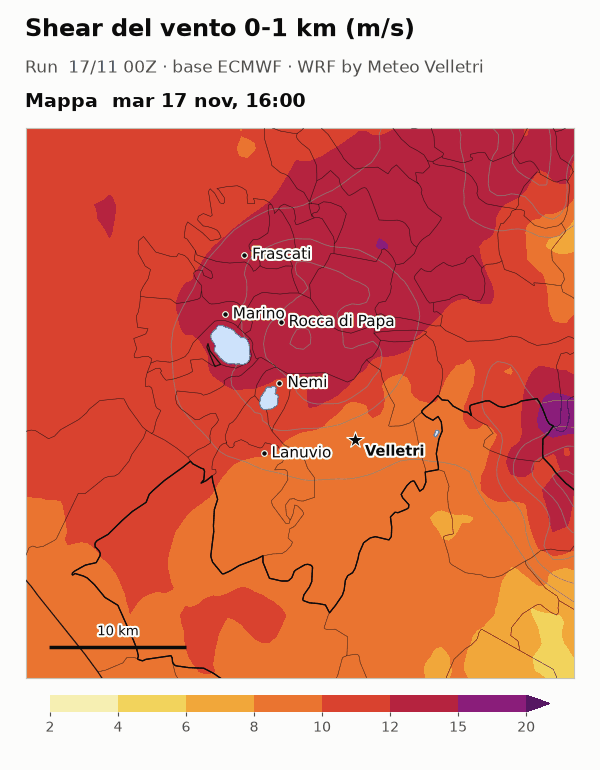 Shear del vento 0-1 km (m/s)
Run  17/11 00Z · base ECMWF · WRF by Meteo Velletri
Mappa  mar 17 nov, 16:00
Frascati
Marino
Rocca di Papa
Nemi
Velletri
Lanuvio
10 km
2 4 6 8 10 12 15 20